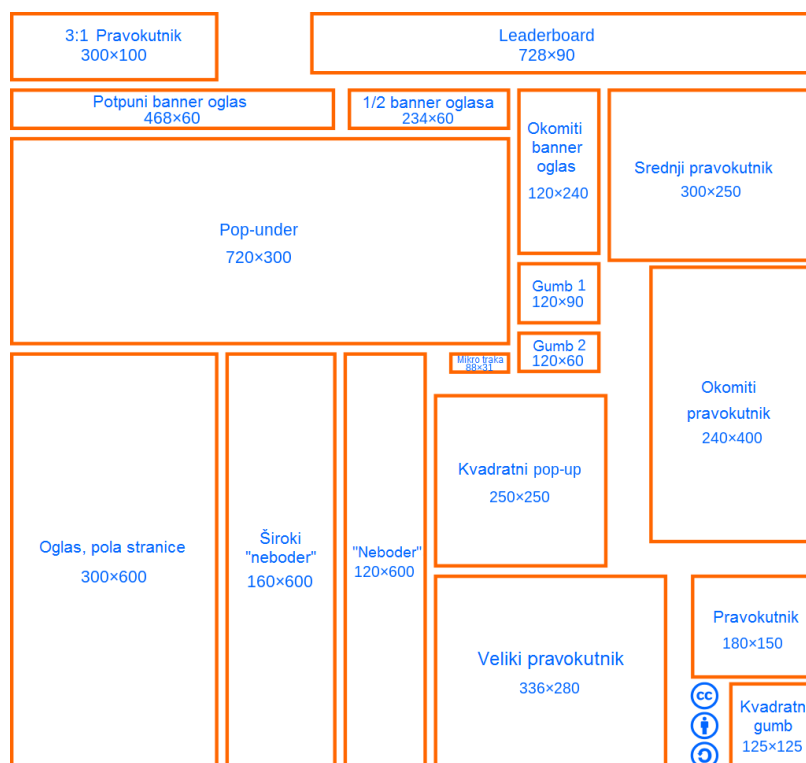 3:1 Pravokutnik
300×100
Leaderboard
728×90
Potpuni banner oglas
468×60
1/2 banner oglasa
234×60
Okomiti
banner
oglas
120×240
Srednji pravokutnik
300×250
Pop-under
720×300
Gumb 1
120×90
Gumb 2
120×60
Mikro traka
88×31
Okomiti
pravokutnik
240×400
Kvadratni pop-up
250×250
Oglas, pola stranice
300×600
Široki
"neboder"
160×600
"Neboder"
120×600
Veliki pravokutnik
336×280
Pravokutnik
180×150
cc
Kvadratn
gumb
125×125